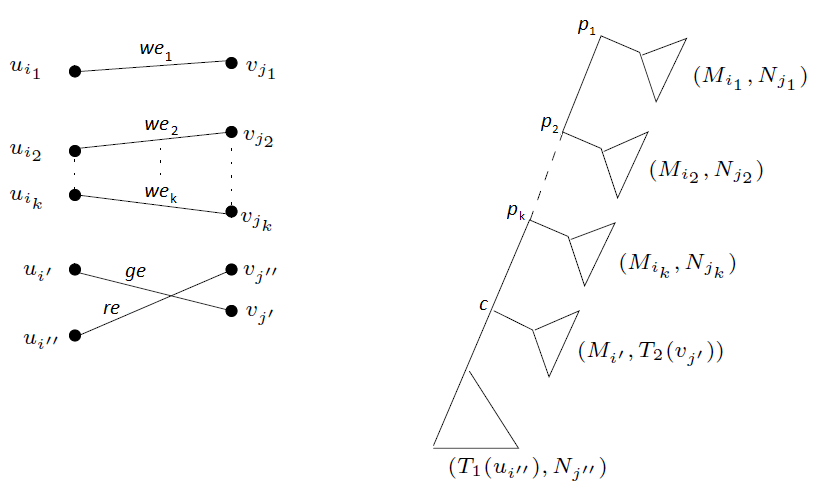 u_{i_1} we_1 v_{j_1}
u_{i_2} we_2 v_{j_2}
u_{i_k} we_k v_{j_k}
u_{i'} ge v_{j''}
u_{i''} re v_{j'}
p_1 (M_{i_1}, N_{j_1})
p_2 (M_{i_2}, N_{j_2})
p_k (M_{i_k}, N_{j_k})
c (M_{i'}, T_2(v_{j'}))
(T_1(u_{i''}), N_{j''})